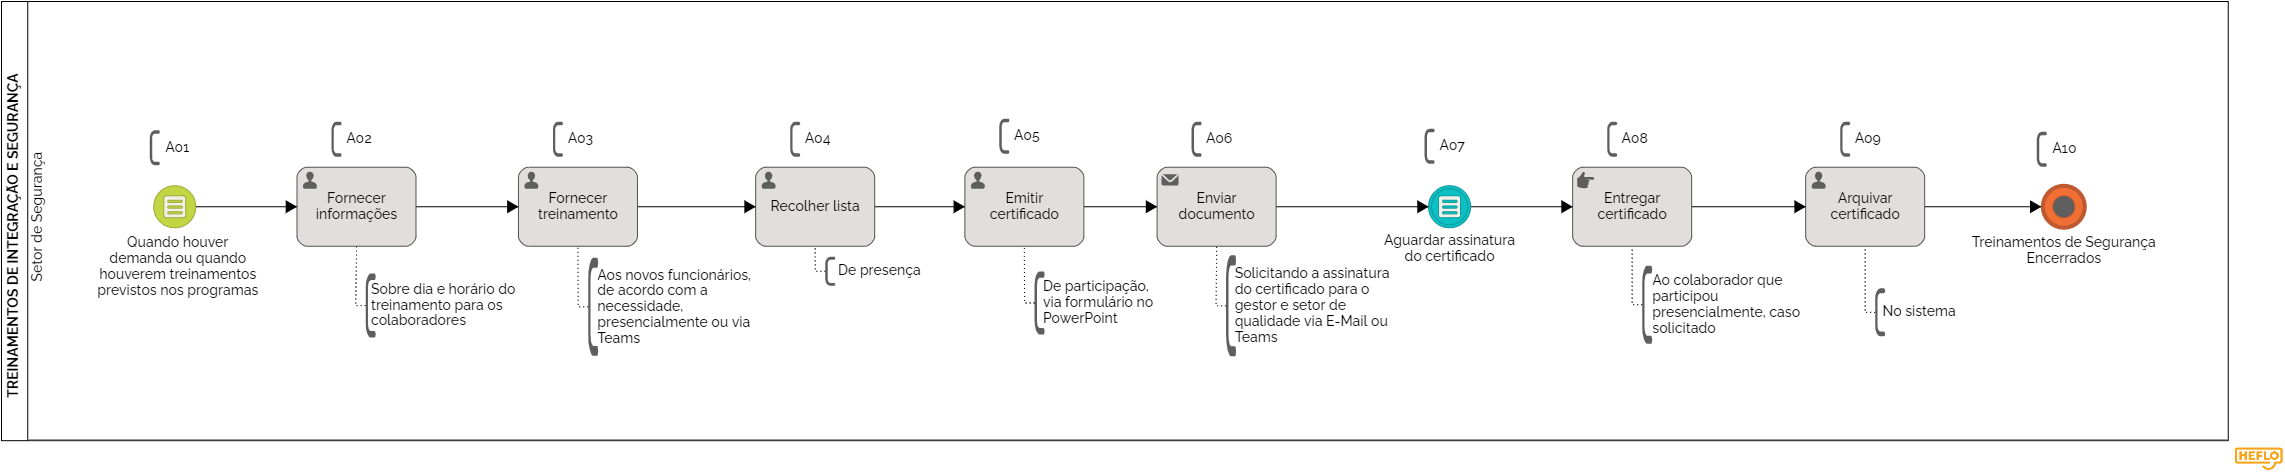 TREINAMENTOS DE INTEGRAÇÃO E SEGURANÇA
Setor de Segurança
A01
Quando houver
demanda ou quando
houverem treinamentos
previstos nos programas
A02
Fornecer
informações
Sobre dia e horário do
treinamento para os
colaboradores
A03
Fornecer
treinamento
Aos novos funcionários,
de acordo com a
necessidade,
presencialmente ou via
Teams
A04
Recolher lista
De presença
A05
Emitir
certificado
De participação,
via formulário no
PowerPoint
A06
Enviar
documento
Solicitando a assinatura
do certificado para o
gestor e setor de
qualidade via E-Mail ou
Teams
A07
Aguardar assinatura
do certificado
A08
Entregar
certificado
Ao colaborador que
participou
presencialmente, caso
solicitado
A09
Arquivar
certificado
No sistema
A10
Treinamentos de Segurança
Encerrados
HEFLO